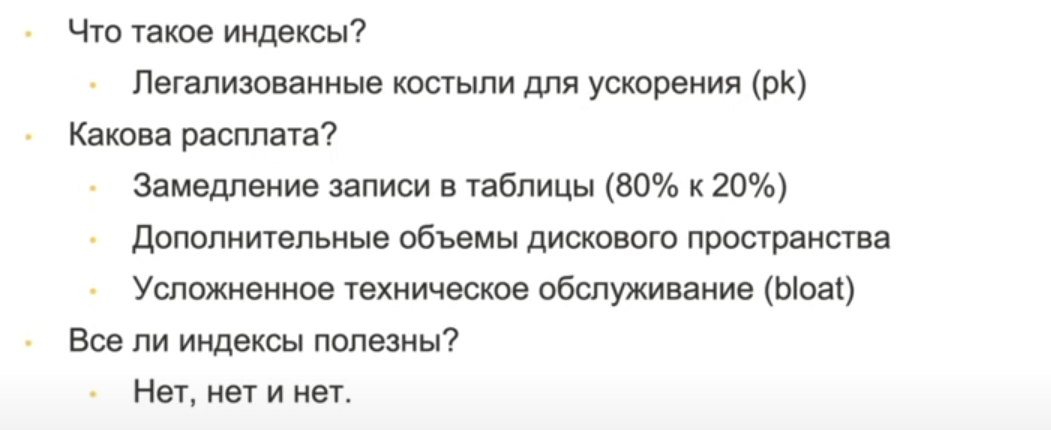 Что такое индексы?
Легализованные костыли для ускорения (pk)
Какова расплата?
Замедление записи в таблицы (80% к 20%)
Дополнительные объемы дискового пространства
Усложненное техническое обслуживание (bloat)
Все ли индексы полезны?
Нет, нет и нет.